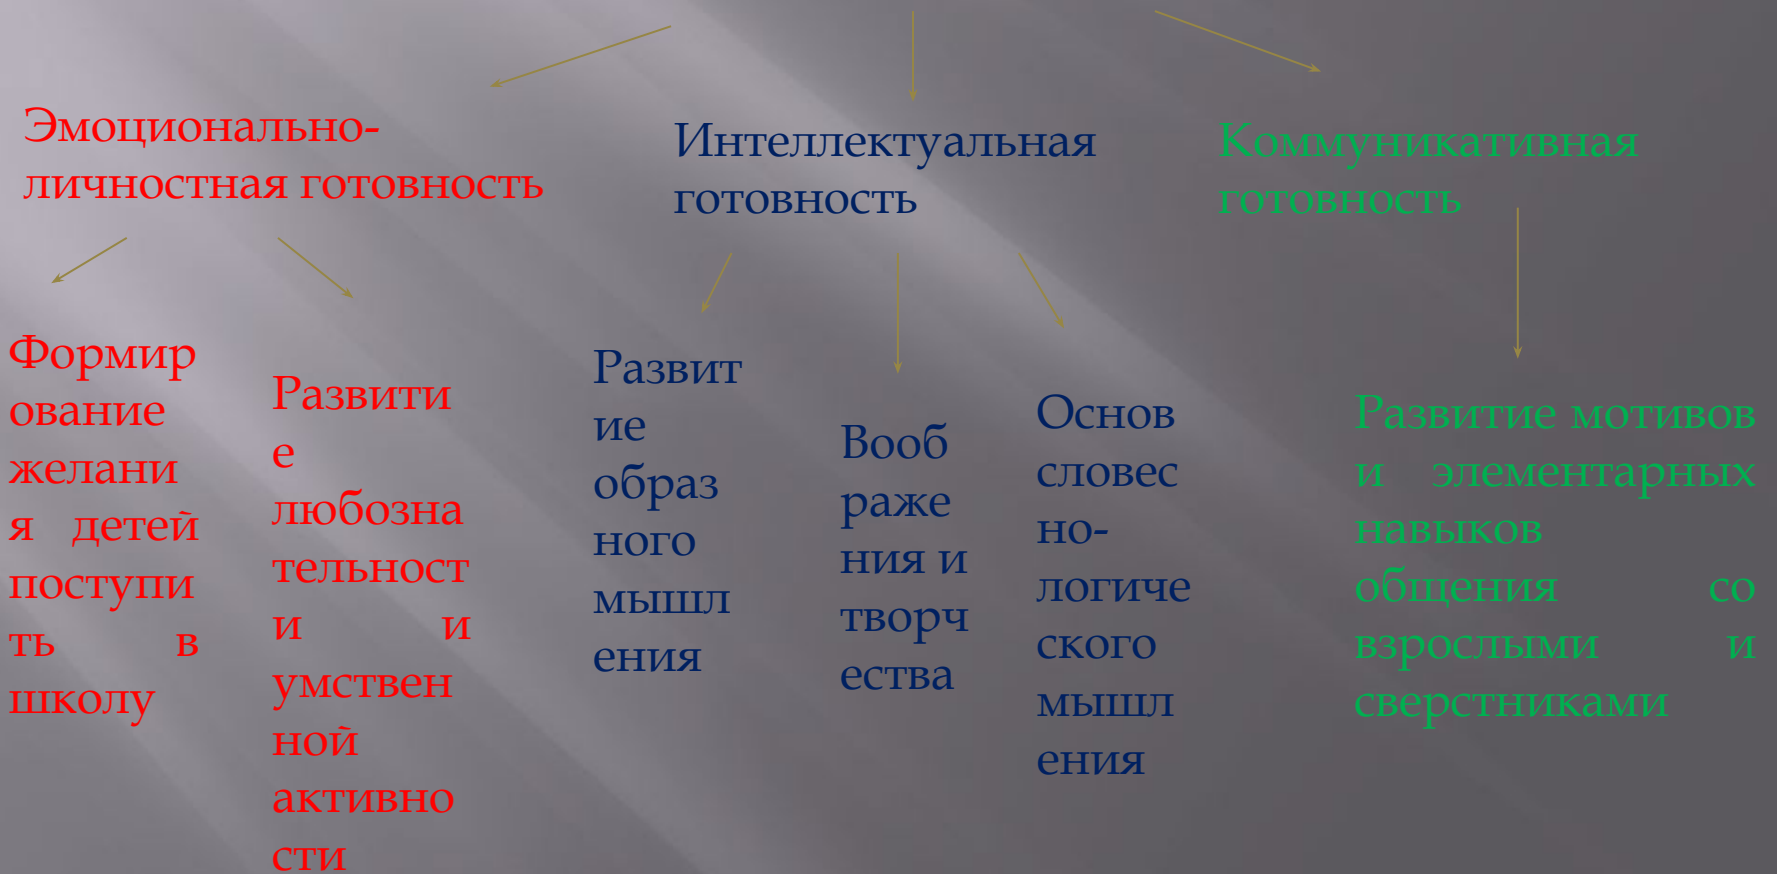 Эмоционально-
личностная готовность
Интеллектуальная
готовность
Коммуникативная
готовность
Формир
ование
желани
я детей
поступи
ть в
школу
Развити
е
любозна
тельност
и и
умствен
ной
активно
сти
Развит
ие
образ
ного
мышл
ения
Вооб
раже
ния и
творч
ества
Основ
словес
но-
логиче
ского
мышл
ения
Развитие мотивов
и элементарных
навыков
общения со
взрослыми и
сверстниками